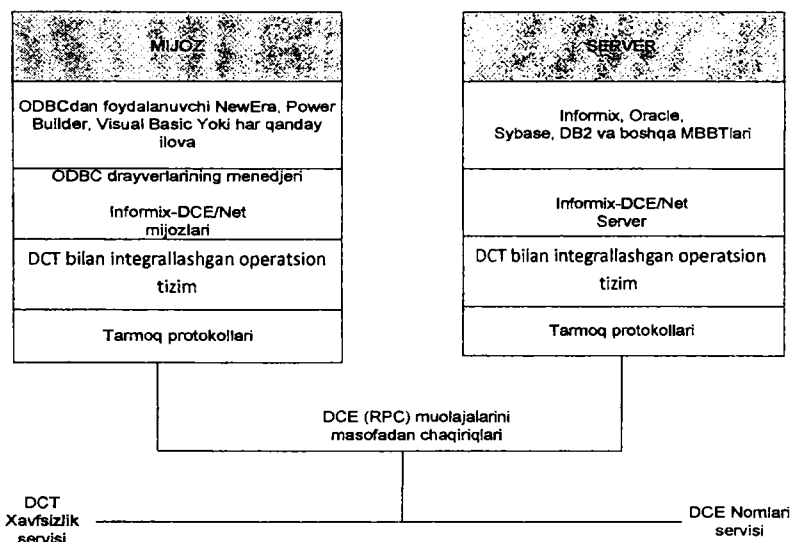 MIJOZ
ODBCdan foydalanuvchi NewEra, Power
Builder, Visual Basic Yoki har qanday
ilova
ODBC drayverlarining menedjeri
Informix-DCE/Net
mijozlari
DCT bilan integrallashgan operatsion
tizim
Tarmoq protokollari
SERVER
Informix, Oracle,
Sybase, DB2 va boshqa MBBTlari
Informix-DCE/Net
Server
DCT bilan integrallashgan operatsion
tizim
Tarmoq protokollari
DCE (RPC) muolajalarini
masofadan chaqiriqlari
DCT
Xavfsizlik
servisi
DCE Nomlari
servisi